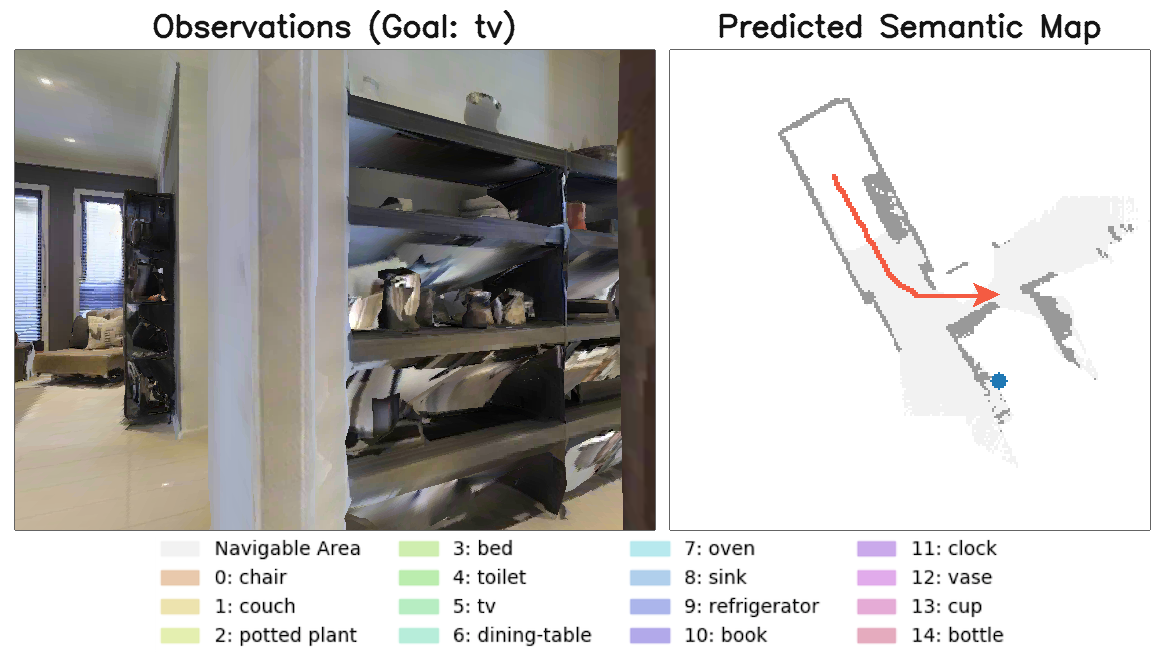 Observations (Goal: tv)
Predicted Semantic Map
Navigable Area
0: chair
1: couch
2: potted plant
3: bed
4: toilet
5: tv
6: dining-table
7: oven
8: sink
9: refrigerator
10: book
11: clock
12: vase
13: cup
14: bottle